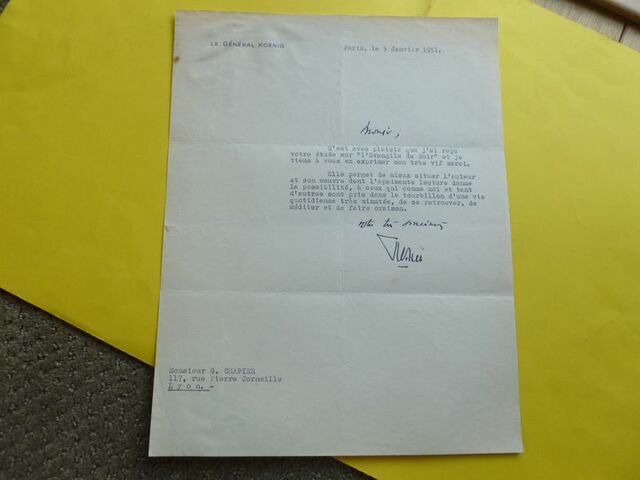 LE GÉNÉRAL KOENIG
Paris, le 3 Janvier 1951.
Monsieur,
C'est avec plaisir que j'ai reçu
votre étude sur "l'Evangile du Soir" et je
tiens à vous en exprimer mon très vif merci.
Elle permet de mieux situer l'auteur
et son oeuvre dont l'apaisante lecture donne
la possibilité, à ceux qui comme moi et tant
d'autres sont pris dans le tourbillon d'une vie
quotidienne très minutée, de se retrouver, de
méditer et de faire oraison.
votre très sincèrement
Koenig
Monsieur G. CHAPIER
117, rue Pierre Corneille
Lyon. -